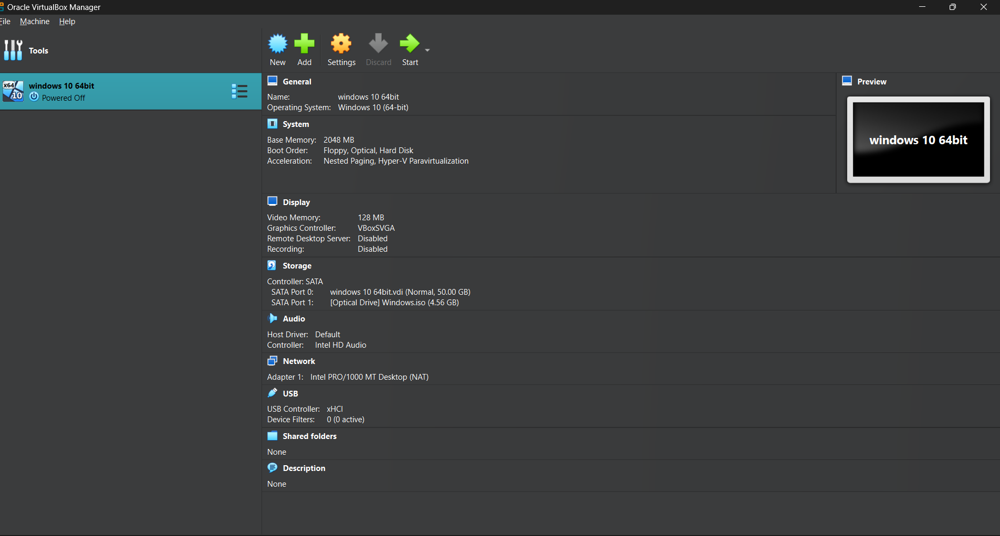 Oracle VirtualBox Manager
File Machine Help
Tools
New Add Settings Discard Start
x64 10 windows 10 64bit
Powered Off
General
Name: windows 10 64bit
Operating System: Windows 10 (64-bit)
System
Base Memory: 2048 MB
Boot Order: Floppy, Optical, Hard Disk
Acceleration: Nested Paging, Hyper-V Paravirtualization
Preview
windows 10 64bit
Display
Video Memory: 128 MB
Graphics Controller: VBoxSVGA
Remote Desktop Server: Disabled
Recording: Disabled
Storage
Controller: SATA
SATA Port 0: windows 10 64bit.vdi (Normal, 50.00 GB)
SATA Port 1: [Optical Drive] Windows.iso (4.56 GB)
Audio
Host Driver: Default
Controller: Intel HD Audio
Network
Adapter 1: Intel PRO/1000 MT Desktop (NAT)
USB
USB Controller: xHCI
Device Filters: 0 (0 active)
Shared folders
None
Description
None